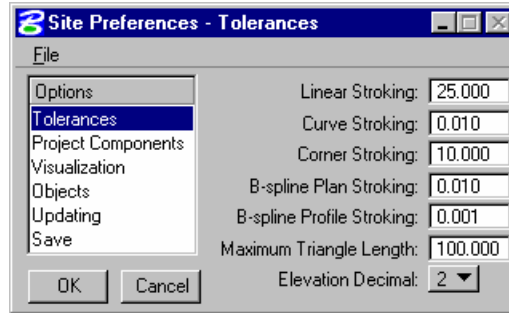 Site Preferences - Tolerances
File
Options
Tolerances
Project Components
Visualization
Objects
Updating
Save
Linear Stroking: 25.000
Curve Stroking: 0.010
Corner Stroking: 10.000
B-spline Plan Stroking: 0.010
B-spline Profile Stroking: 0.001
Maximum Triangle Length: 100.000
Elevation Decimal: 2
OK
Cancel